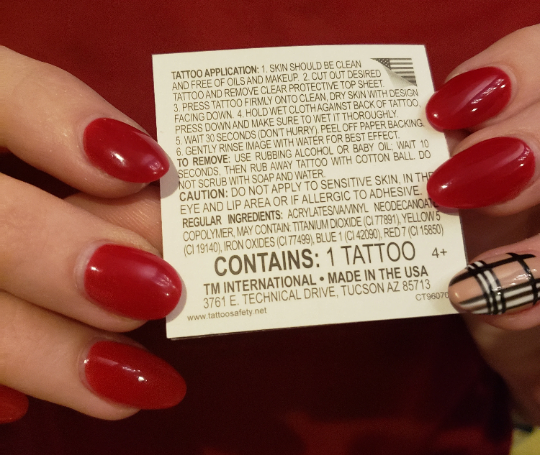 TATTOO APPLICATION: 1. SKIN SHOULD BE CLEAN
AND FREE OF OILS AND MAKEUP. 2. CUT OUT DESIRED
TATTOO AND REMOVE CLEAR PROTECTIVE TOP SHEET.
3. PRESS TATTOO FIRMLY ONTO CLEAN, DRY SKIN WITH DESIGN
FACING DOWN. 4. HOLD WET CLOTH AGAINST BACK OF TATTOO,
PRESS DOWN AND MAKE SURE TO WET IT THOROUGHLY.
5. WAIT 30 SECONDS (DON'T HURRY), PEEL OFF PAPER BACKING.
6. GENTLY RINSE IMAGE WITH WATER FOR BEST EFFECT.
TO REMOVE: USE RUBBING ALCOHOL OR BABY OIL; WAIT 10
SECONDS, THEN RUB AWAY TATTOO WITH COTTON BALL. DO
NOT SCRUB WITH SOAP AND WATER.
CAUTION: DO NOT APPLY TO SENSITIVE SKIN, IN THE
EYE AND LIP AREA OR IF ALLERGIC TO ADHESIVE.
REGULAR INGREDIENTS: ACRYLATES/VA/VINYL NEODECANOATE
COPOLYMER, MAY CONTAIN: TITANIUM DIOXIDE (CI 77891), YELLOW 5
(CI 19140), IRON OXIDES (CI 77499), BLUE 1 (CI 42090), RED 7 (CI 15850)
CONTAINS: 1 TATTOO 4+
TM INTERNATIONAL • MADE IN THE USA
3761 E. TECHNICAL DRIVE, TUCSON AZ 85713
www.tattoosafety.net